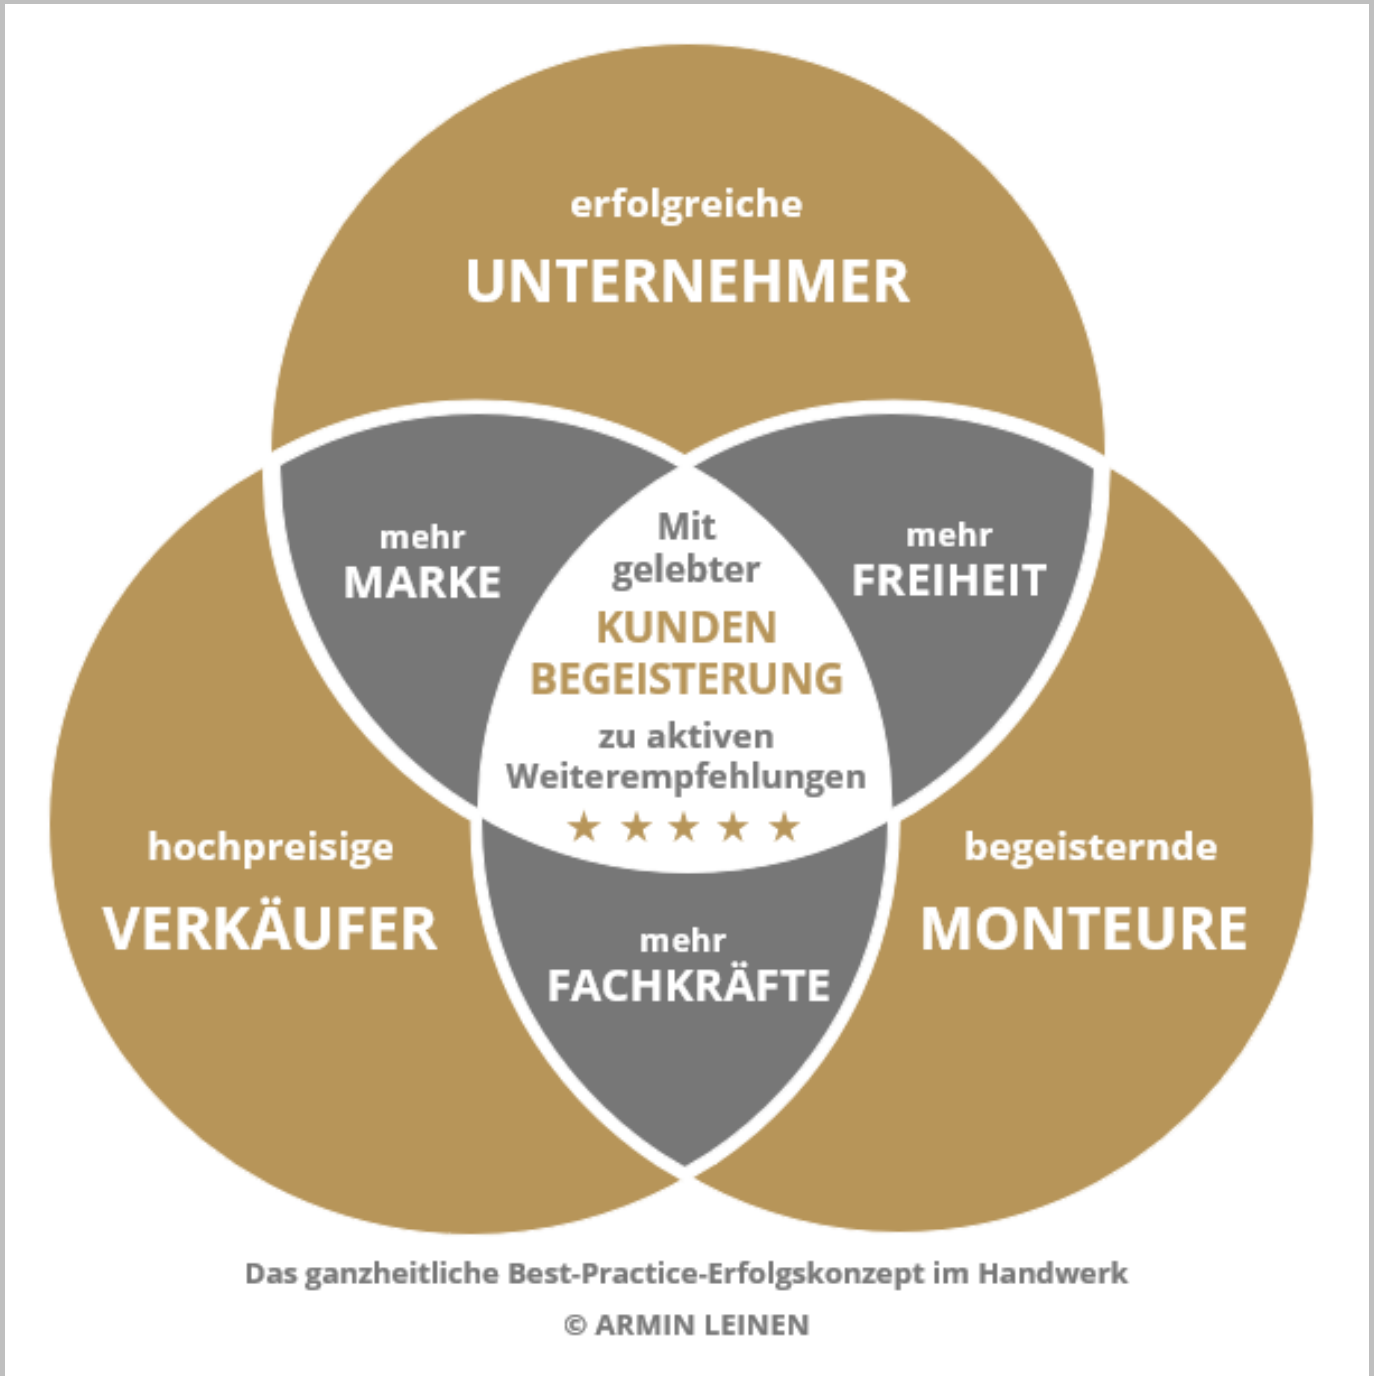 erfolgreiche
UNTERNEHMER
mehr
MARKE
Mit
gelebter
KUNDEN
BEGEISTERUNG
zu aktiven
Weiterempfehlungen
mehr
FREIHEIT
hochpreisige
VERKÄUFER
begeisternde
MONTEURE
mehr
FACHKRÄFTE
Das ganzheitliche Best-Practice-Erfolgskonzept im Handwerk
© ARMIN LEINEN